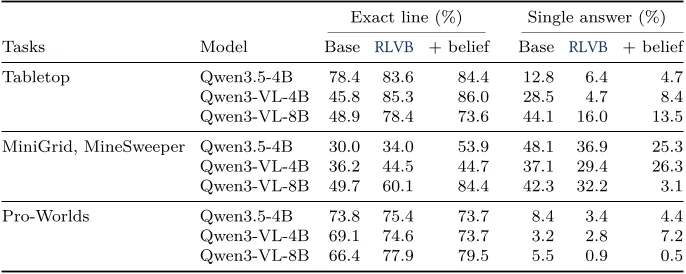 Exact line (%) Single answer (%)
Tasks Model Base RLVB + belief Base RLVB + belief
Tabletop Qwen3.5-4B 78.4 83.6 84.4 12.8 6.4 4.7
Qwen3-VL-4B 45.8 85.3 86.0 28.5 4.7 8.4
Qwen3-VL-8B 48.9 78.4 73.6 44.1 16.0 13.5
MiniGrid, MineSweeper Qwen3.5-4B 30.0 34.0 53.9 48.1 36.9 25.3
Qwen3-VL-4B 36.2 44.5 44.7 37.1 29.4 26.3
Qwen3-VL-8B 49.7 60.1 84.4 42.3 32.2 3.1
Pro-Worlds Qwen3.5-4B 73.8 75.4 73.7 8.4 3.4 4.4
Qwen3-VL-4B 69.1 74.6 73.7 3.2 2.8 7.2
Qwen3-VL-8B 66.4 77.9 79.5 5.5 0.9 0.5